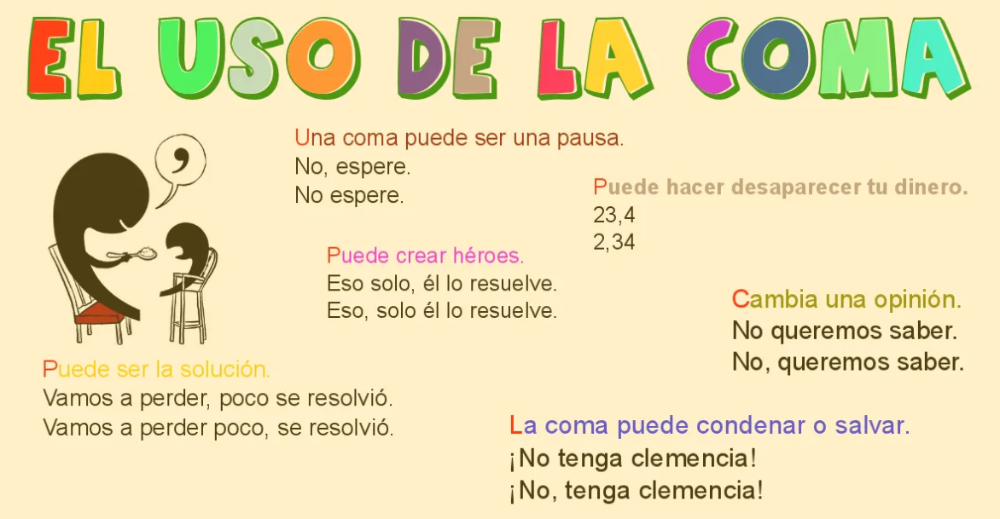 EL USO DE LA COMA
Una coma puede ser una pausa.
No, espere.
No espere.
Puede hacer desaparecer tu dinero.
23,4
2,34
Puede crear héroes.
Eso solo, él lo resuelve.
Eso, solo él lo resuelve.
Cambia una opinión.
No queremos saber.
No, queremos saber.
Puede ser la solución.
Vamos a perder, poco se resolvió.
Vamos a perder poco, se resolvió.
La coma puede condenar o salvar.
¡No tenga clemencia!
¡No, tenga clemencia!